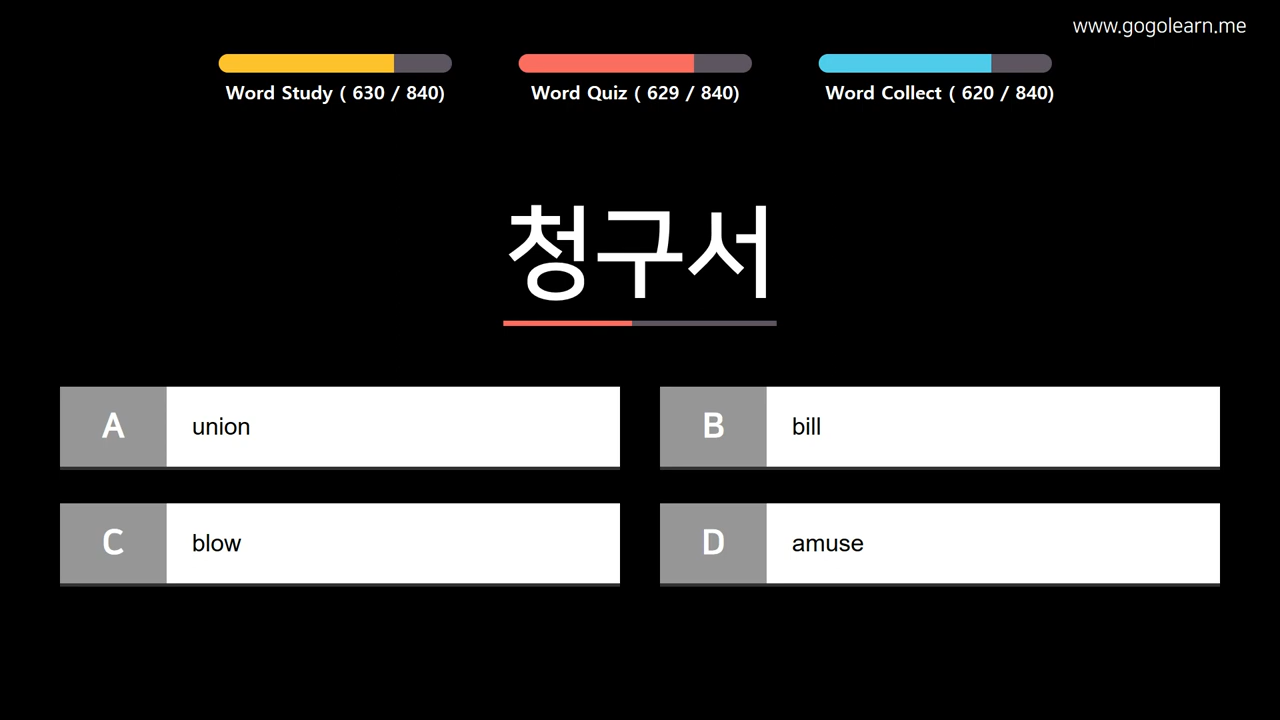 www.gogolearn.me
Word Study ( 630 / 840)
Word Quiz ( 629 / 840)
Word Collect ( 620 / 840)
청구서
A union
B bill
C blow
D amuse